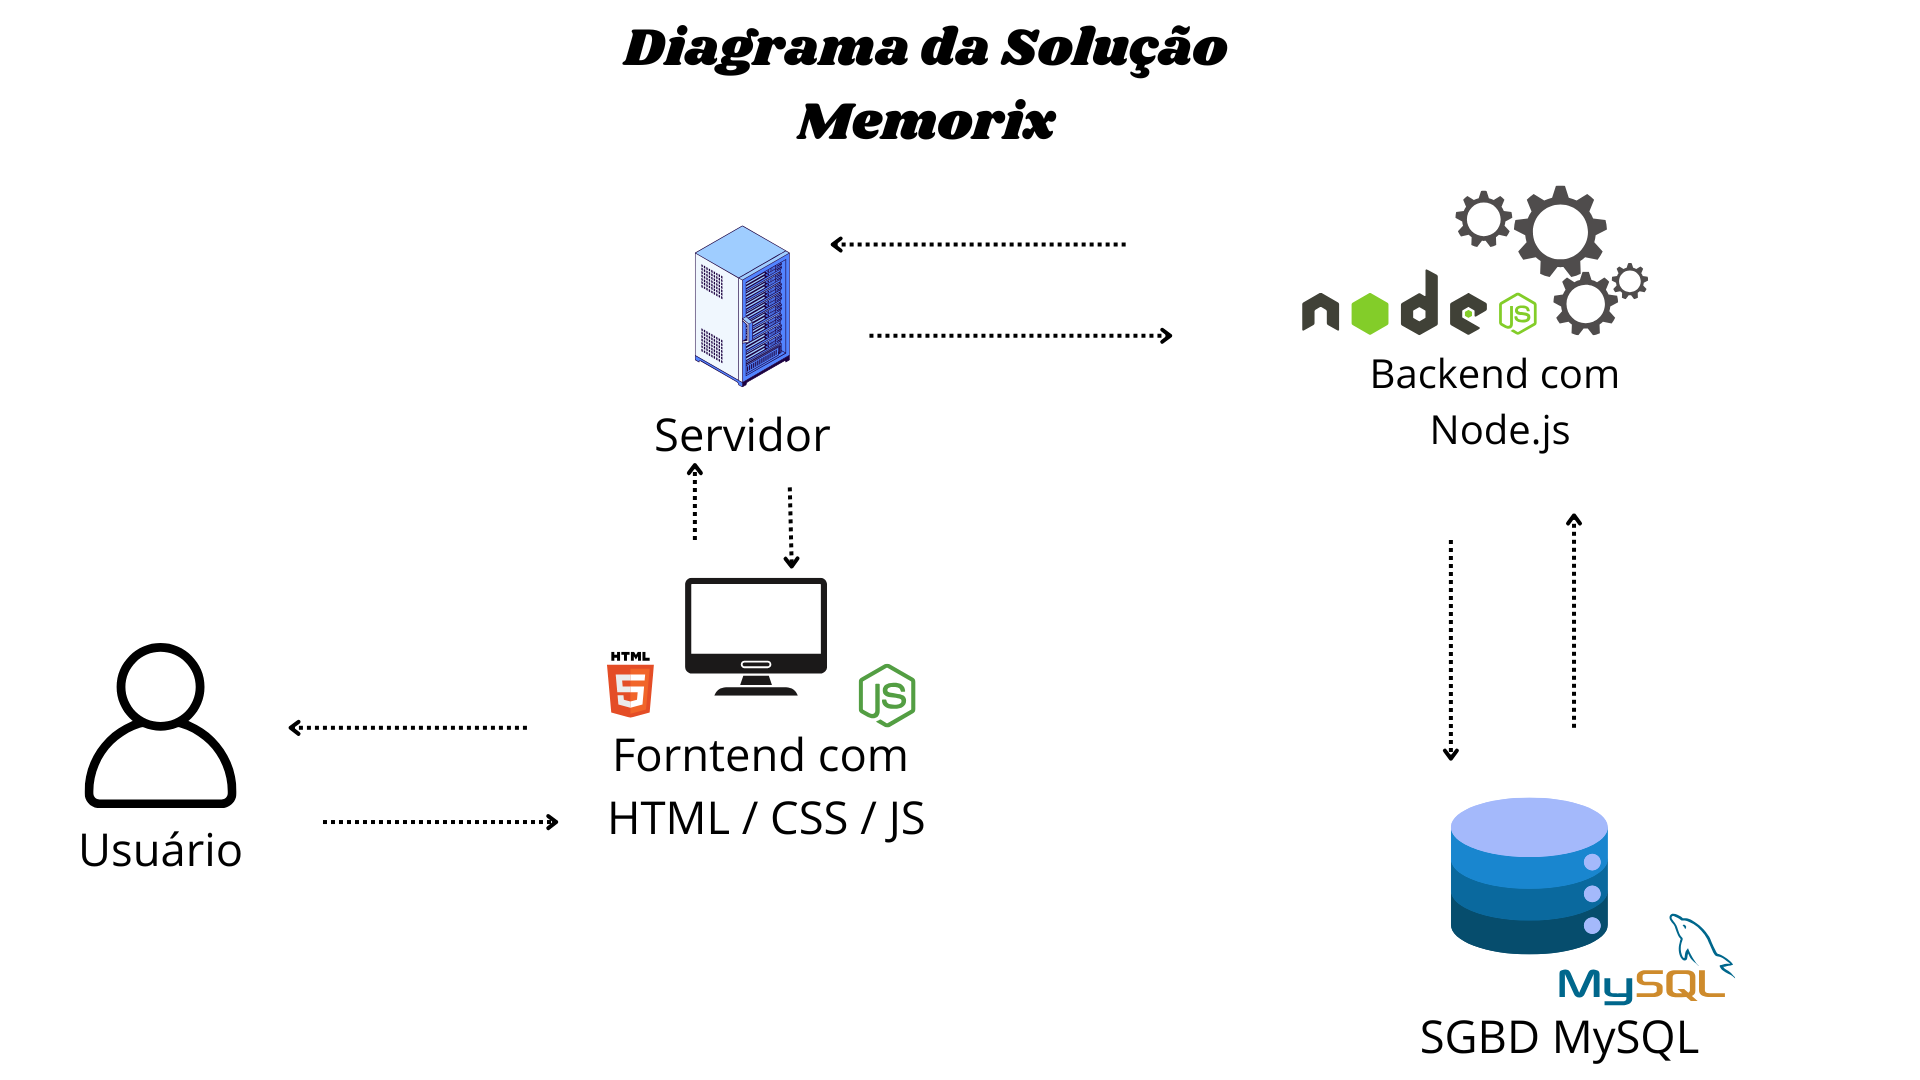 Diagrama da Solução
Memorix
node JS
Backend com
Node.js
Servidor
HTML
5
JS
Forntend com
HTML / CSS / JS
Usuário
MySQL
SGBD MySQL